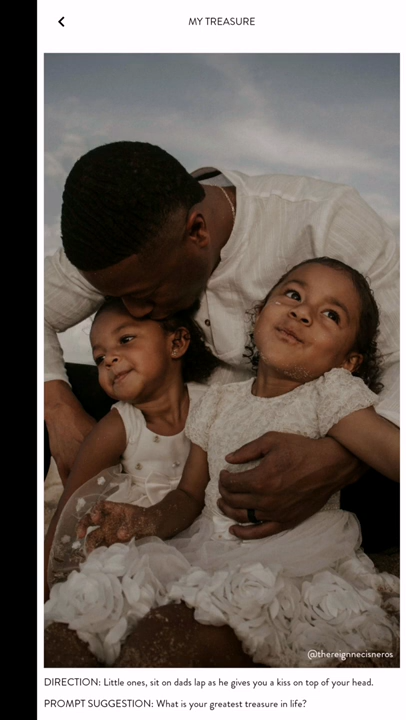 MY TREASURE
@thereignnecisneros
DIRECTION: Little ones, sit on dads lap as he gives you a kiss on top of your head.
PROMPT SUGGESTION: What is your greatest treasure in life?